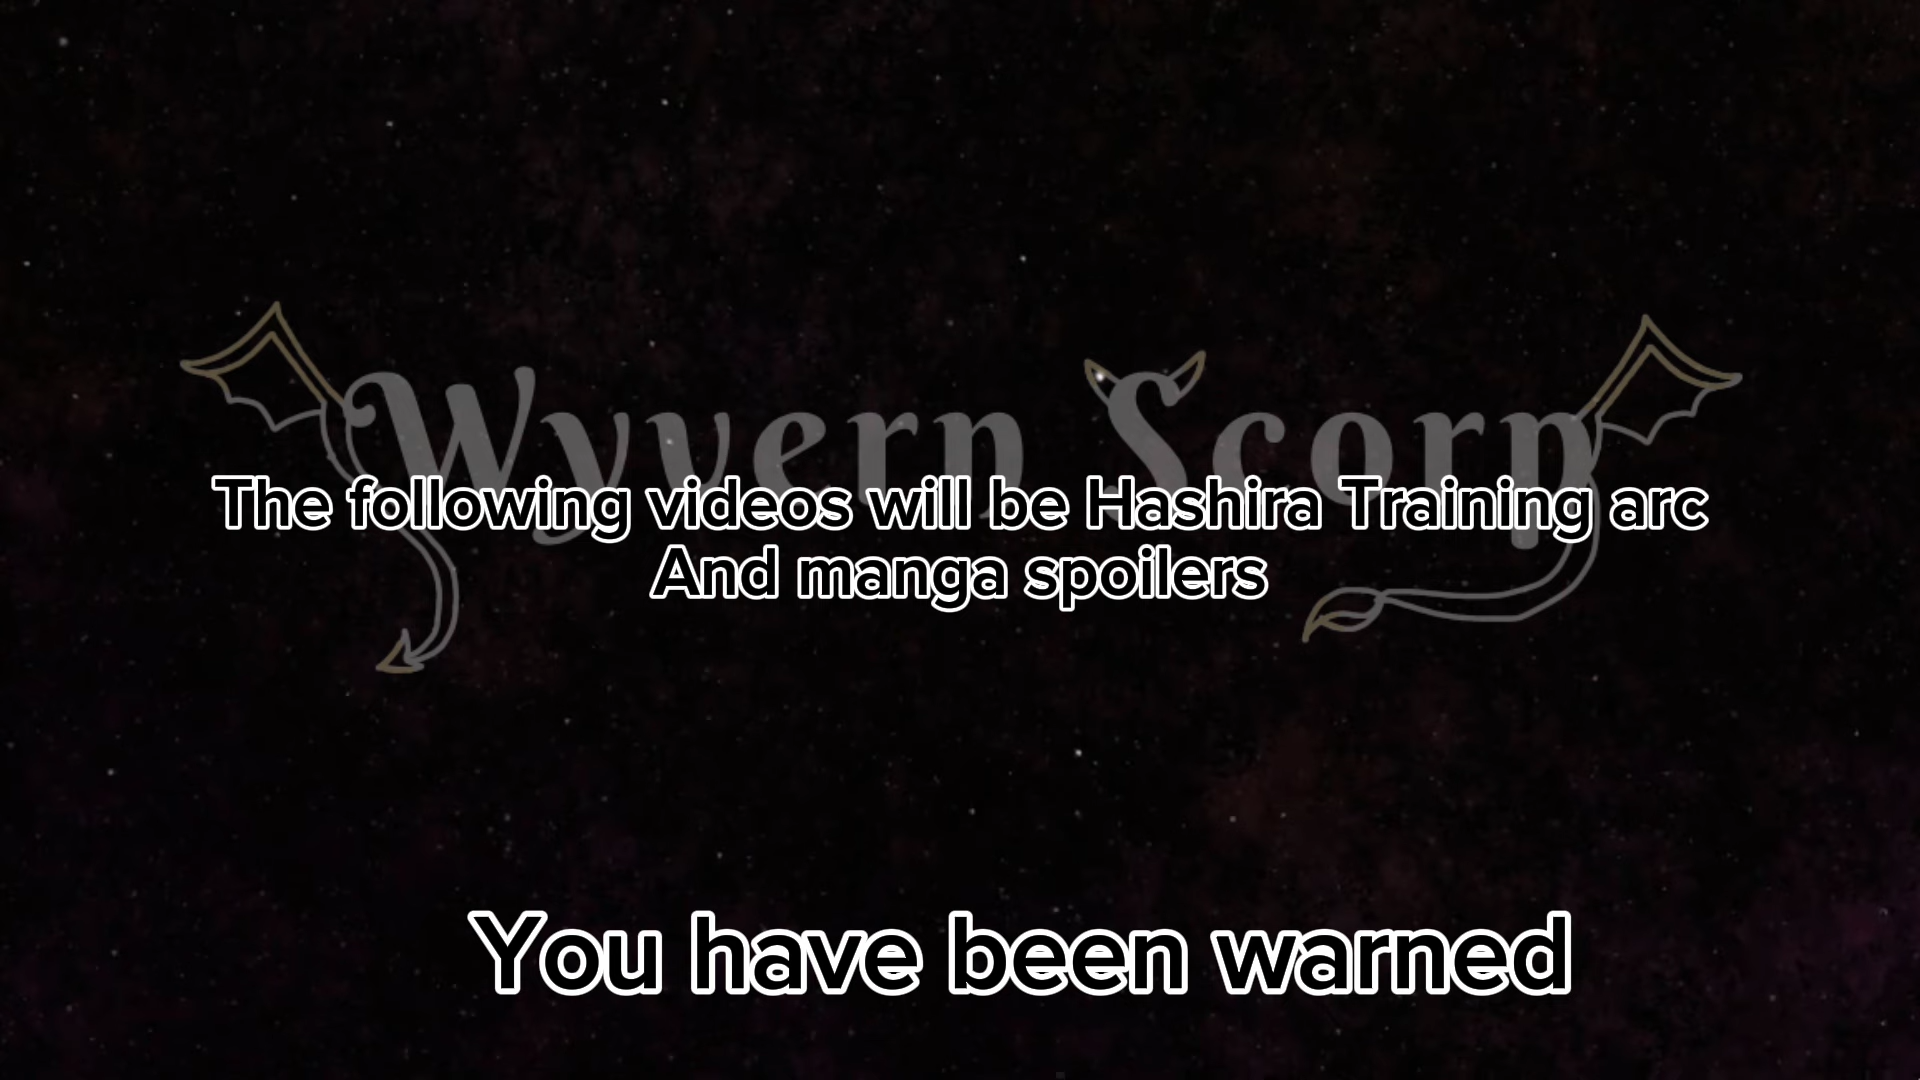 Wyvern Scorp
The following videos will be Hashira Training arc
And manga spoilers
You have been warned